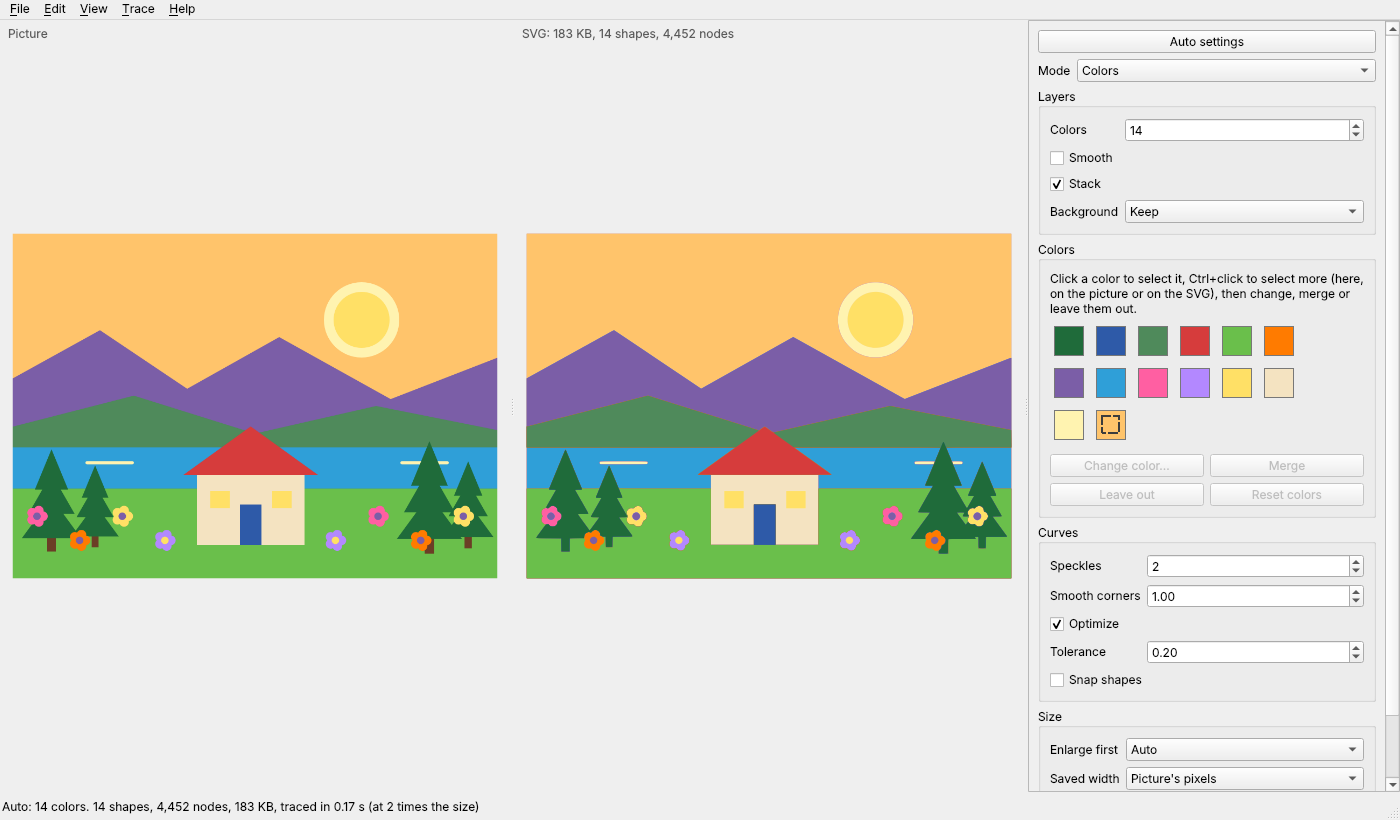 File Edit View Trace Help
Picture
SVG: 183 KB, 14 shapes, 4,452 nodes
Auto settings
Mode Colors
Layers
Colors 14
Smooth
Stack
Background Keep
Colors
Click a color to select it, Ctrl+click to select more (here,
on the picture or on the SVG), then change, merge or
leave them out.
Change color... Merge
Leave out Reset colors
Curves
Speckles 2
Smooth corners 1.00
Optimize
Tolerance 0.20
Snap shapes
Size
Enlarge first Auto
Saved width Picture's pixels
Auto: 14 colors. 14 shapes, 4,452 nodes, 183 KB, traced in 0.17 s (at 2 times the size)